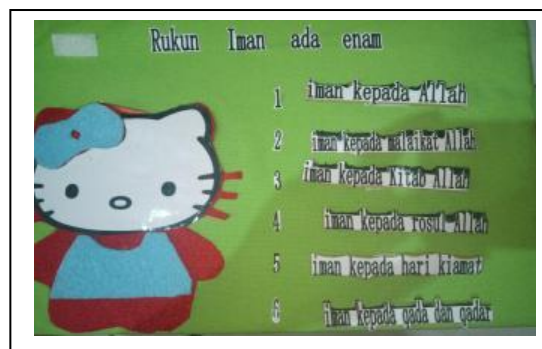 Rukun Iman ada enam
1 iman kepada Allah
2 iman kepada malaikat Allah
3 iman kepada Kitab Allah
4 iman kepada rosul Allah
5 iman kepada hari kiamat
6 iman kepada qada dan qadar